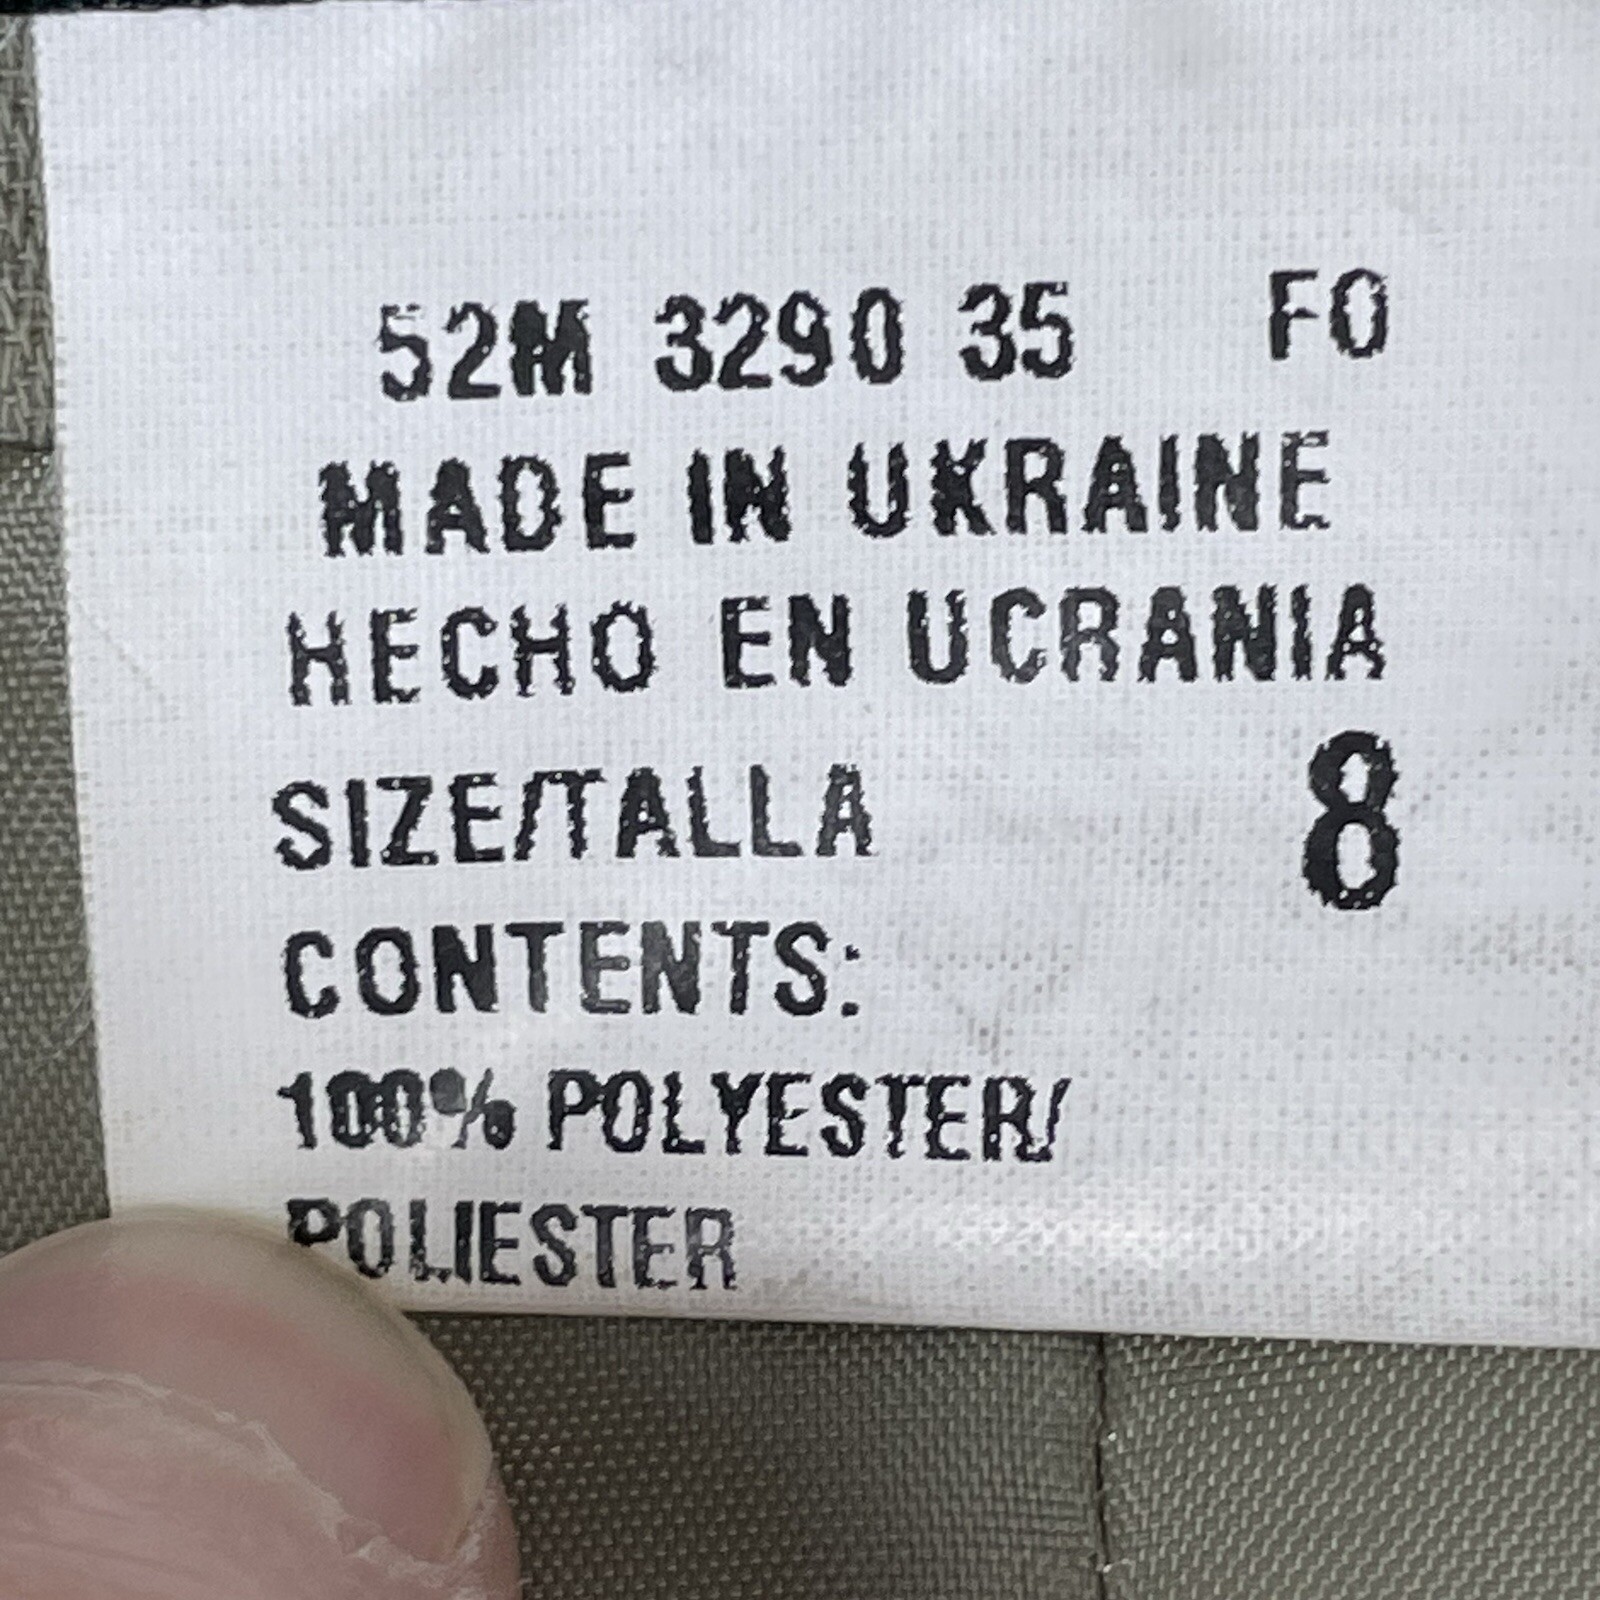 52M 3290 35 FO
MADE IN UKRAINE
HECHO EN UCRANIA
SIZE/TALLA 8
CONTENTS:
100% POLYESTER/
POLIESTER